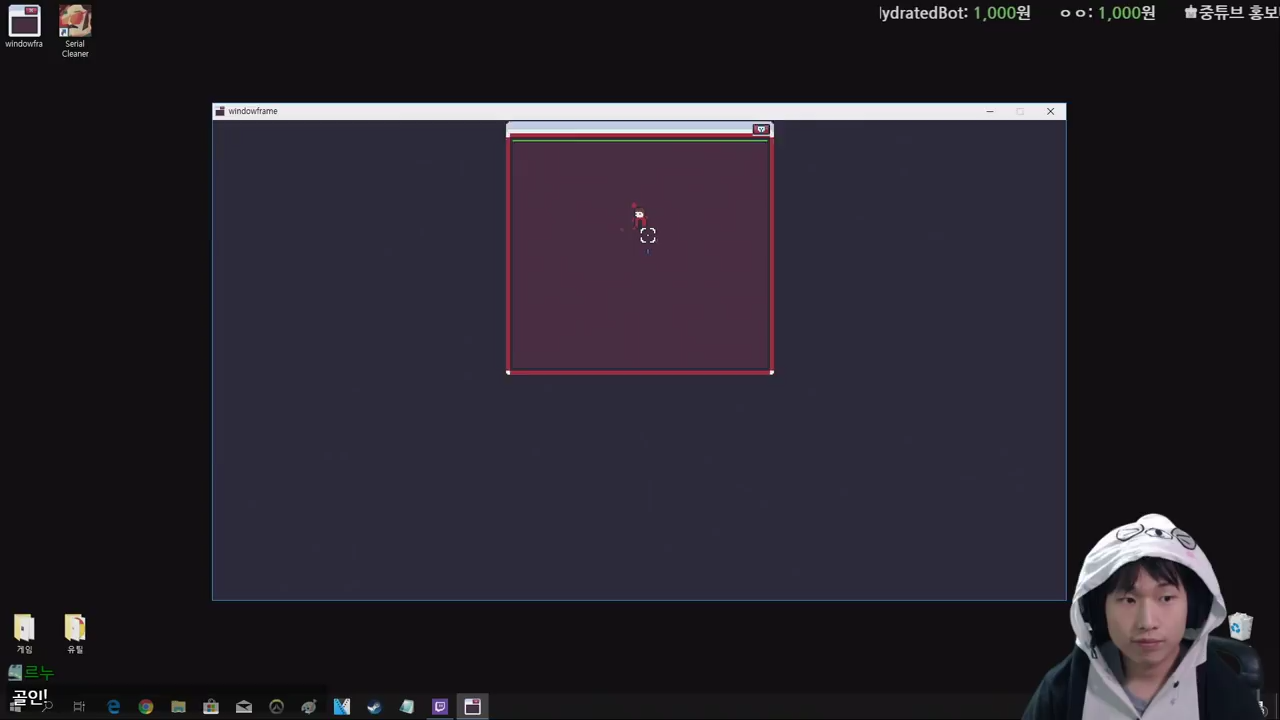 lydratedBot: 1,000원 ㅇㅇ: 1,000원 중튜브 홍보
windowfra
Serial
Cleaner
windowframe
게임
유틸
르누
골인!